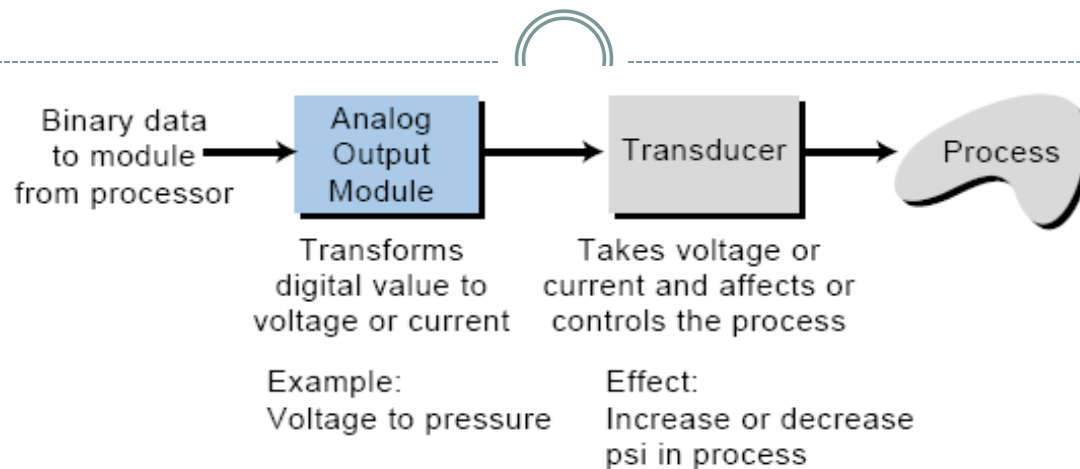 Binary data
to module
from processor
Analog
Output
Module
Transducer
Process
Transforms
digital value to
voltage or current
Takes voltage or
current and affects or
controls the process
Example:
Voltage to pressure
Effect:
Increase or decrease
psi in process